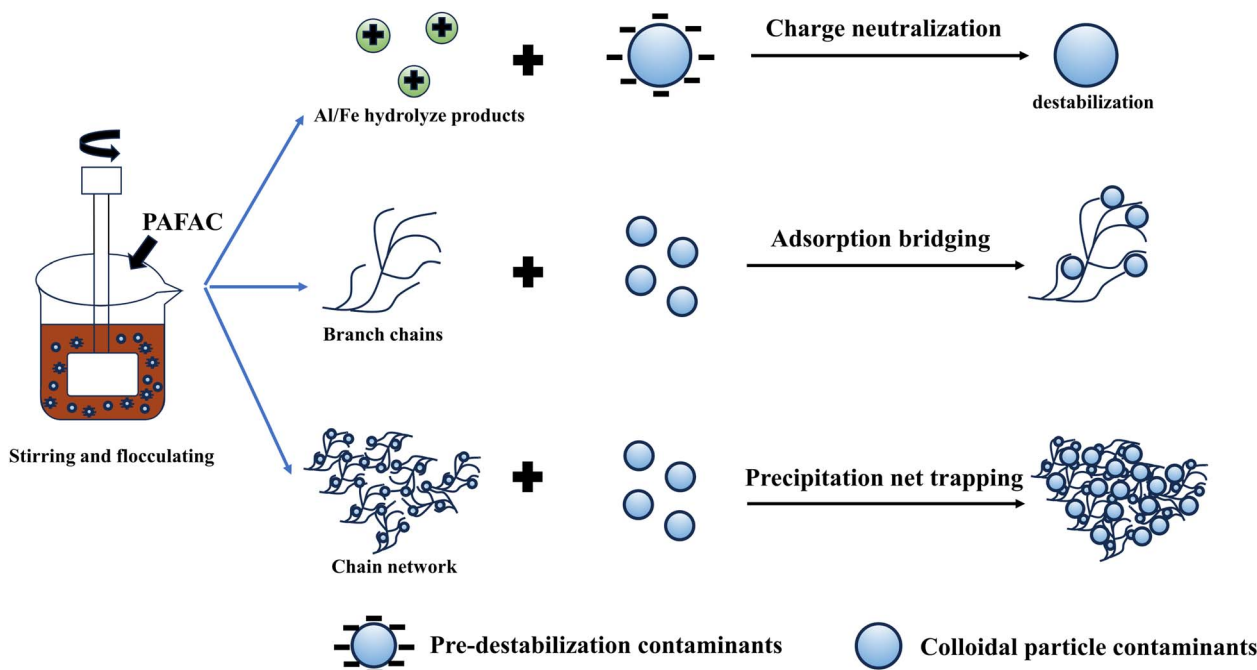 Charge neutralization
destabilization
Al/Fe hydrolyze products
PAFAC
Adsorption bridging
Branch chains
Stirring and flocculating
Precipitation net trapping
Chain network
Pre-destabilization contaminants
Colloidal particle contaminants